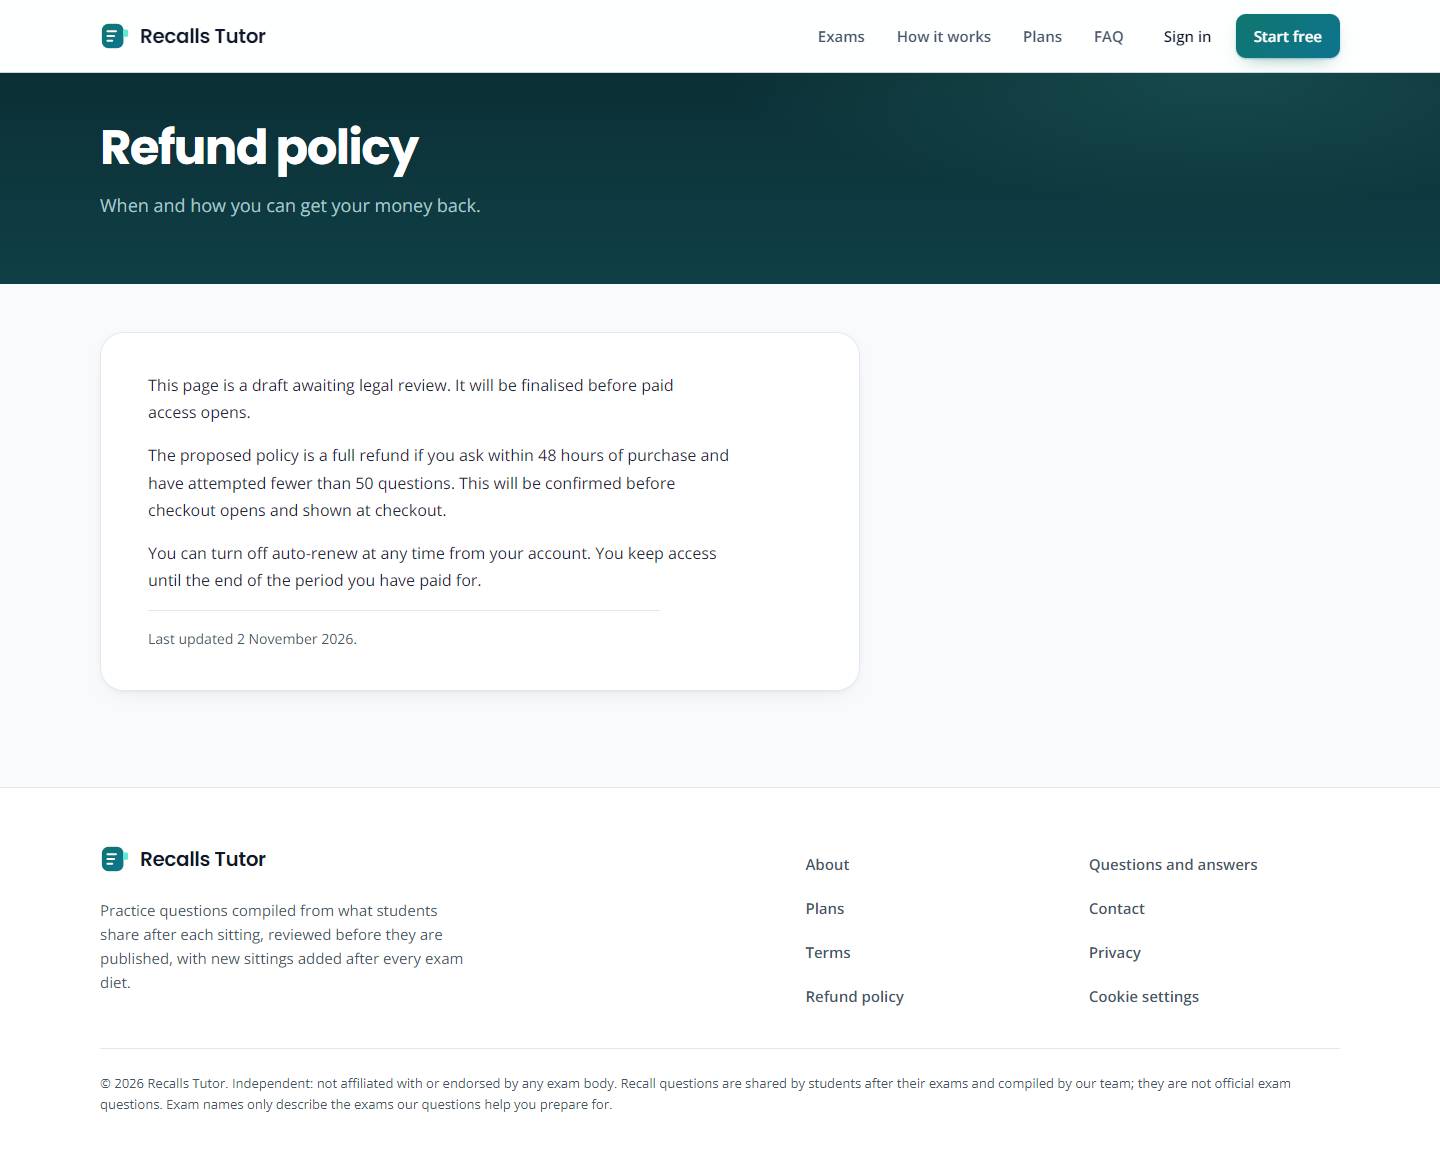 Recalls Tutor
Exams
How it works
Plans
FAQ
Sign in
Start free
Refund policy
When and how you can get your money back.
This page is a draft awaiting legal review. It will be finalised before paid
access opens.
The proposed policy is a full refund if you ask within 48 hours of purchase and
have attempted fewer than 50 questions. This will be confirmed before
checkout opens and shown at checkout.
You can turn off auto-renew at any time from your account. You keep access
until the end of the period you have paid for.
Last updated 2 November 2026.
Recalls Tutor
Practice questions compiled from what students
share after each sitting, reviewed before they are
published, with new sittings added after every exam
diet.
About
Questions and answers
Plans
Contact
Terms
Privacy
Refund policy
Cookie settings
© 2026 Recalls Tutor. Independent: not affiliated with or endorsed by any exam body. Recall questions are shared by students after their exams and compiled by our team; they are not official exam
questions. Exam names only describe the exams our questions help you prepare for.